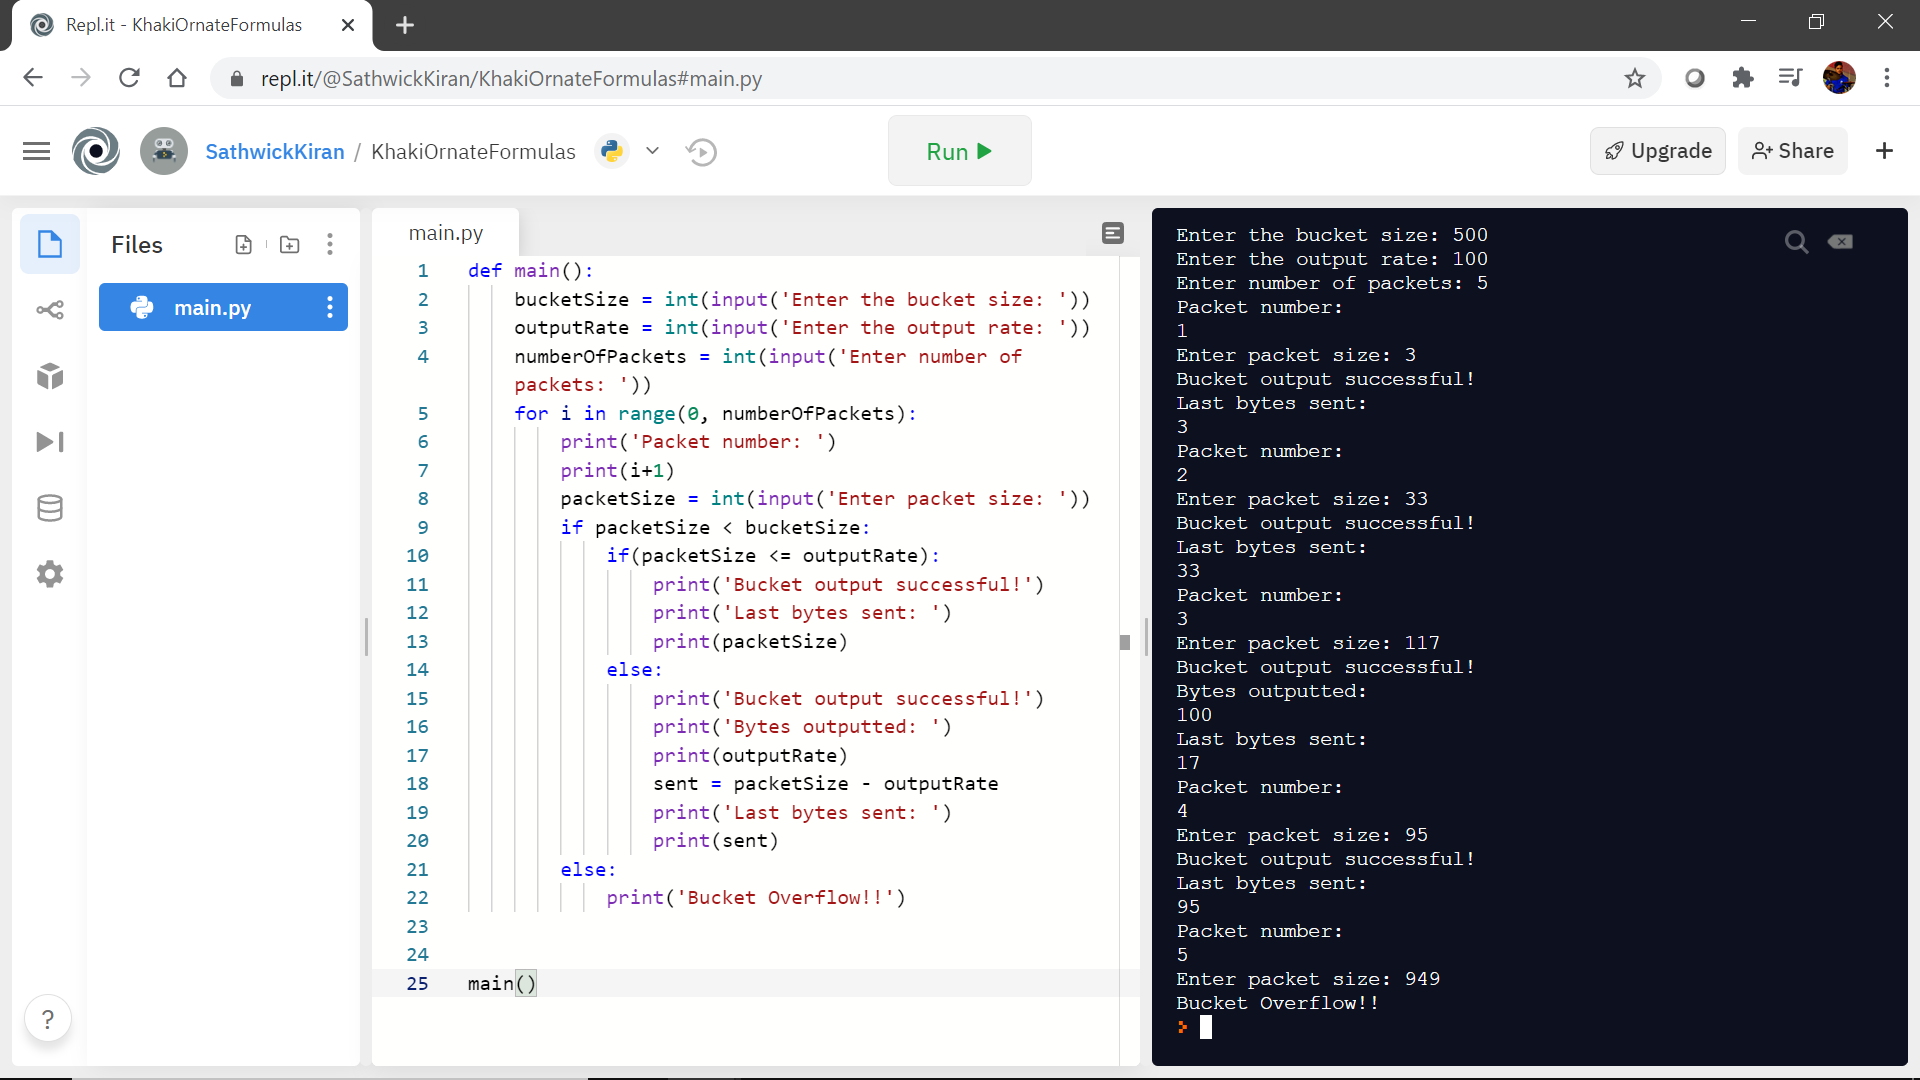 Repl.it - KhakiOrnateFormulas
repl.it/@SathwickKiran/KhakiOrnateFormulas#main.py
SathwickKiran / KhakiOrnateFormulas
Run
Upgrade
Share
Files
main.py
main.py
1 def main():
2 bucketSize = int(input('Enter the bucket size: '))
3 outputRate = int(input('Enter the output rate: '))
4 numberOfPackets = int(input('Enter number of
packets: '))
5 for i in range(0, numberOfPackets):
6 print('Packet number: ')
7 print(i+1)
8 packetSize = int(input('Enter packet size: '))
9 if packetSize < bucketSize:
10 if(packetSize <= outputRate):
11 print('Bucket output successful!')
12 print('Last bytes sent: ')
13 print(packetSize)
14 else:
15 print('Bucket output successful!')
16 print('Bytes outputted: ')
17 print(outputRate)
18 sent = packetSize - outputRate
19 print('Last bytes sent: ')
20 print(sent)
21 else:
22 print('Bucket Overflow!!')
23
24
25 main()
?
Enter the bucket size: 500
Enter the output rate: 100
Enter number of packets: 5
Packet number:
1
Enter packet size: 3
Bucket output successful!
Last bytes sent:
3
Packet number:
2
Enter packet size: 33
Bucket output successful!
Last bytes sent:
33
Packet number:
3
Enter packet size: 117
Bucket output successful!
Bytes outputted:
100
Last bytes sent:
17
Packet number:
4
Enter packet size: 95
Bucket output successful!
Last bytes sent:
95
Packet number:
5
Enter packet size: 949
Bucket Overflow!!